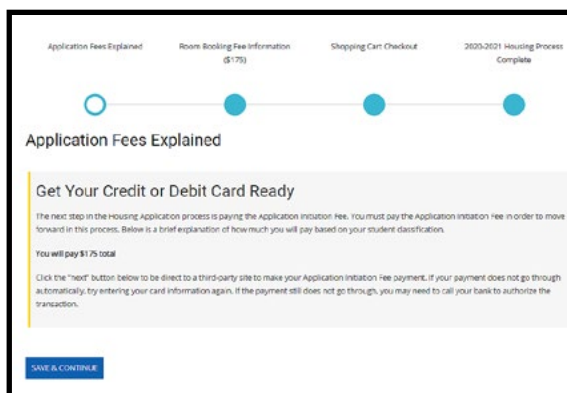 Application Fees Explained
Room Booking Fee Information
($175)
Shopping Cart Checkout
2020-2021 Housing Process
Complete
Application Fees Explained
Get Your Credit or Debit Card Ready
The next step in the Housing Application process is paying the Application Initiation Fee. You must pay the Application Initiation Fee in order to move
forward in this process. Below is a brief explanation of how much you will pay based on your student classification.
You will pay $175 total
Click the "next" button below to be direct to a third-party site to make your Application Initiation Fee payment. If your payment does not go through
automatically, try entering your card information again. If the payment still does not go through, you may need to call your bank to authorize the
transaction.
SAVE & CONTINUE